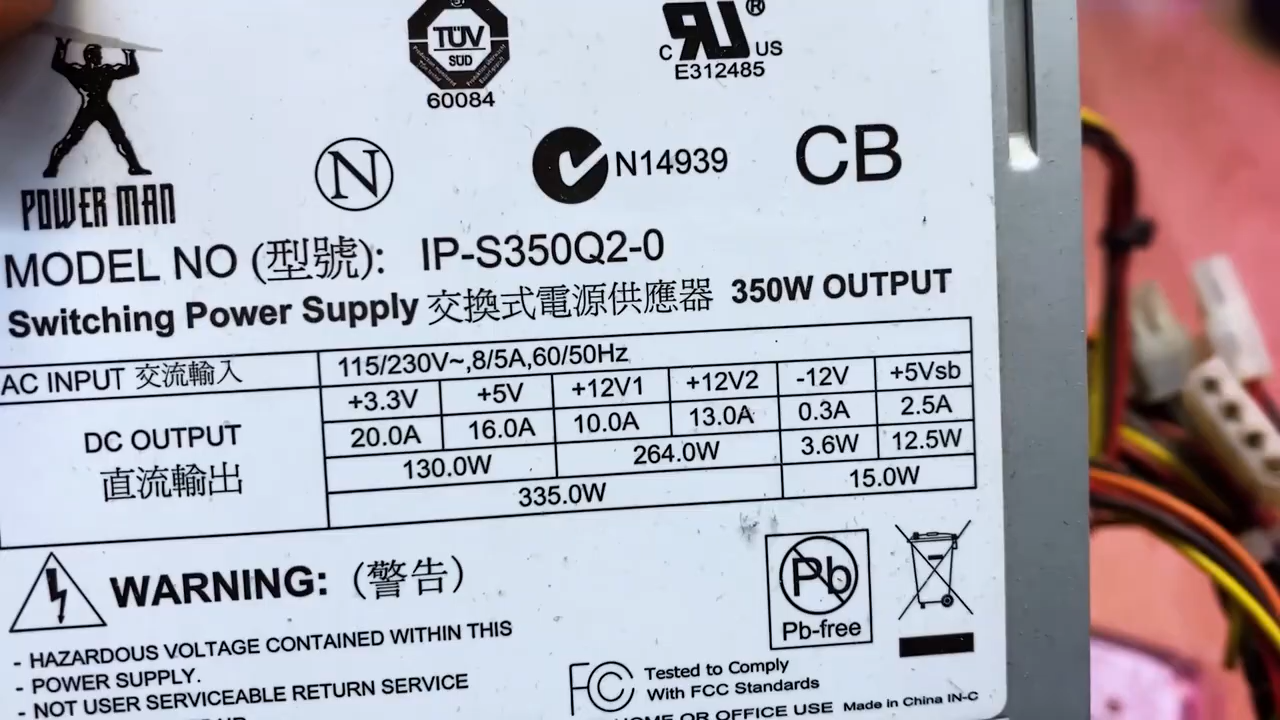 TÜV
SÜD
60084
C US ®
E312485
POWER MAN
N
N14939
CB
MODEL NO (型號): IP-S350Q2-0
Switching Power Supply 交換式電源供應器 350W OUTPUT
AC INPUT 交流輸入 115/230V~,8/5A,60/50Hz
DC OUTPUT
直流輸出
+3.3V +5V +12V1 +12V2 -12V +5Vsb
20.0A 16.0A 10.0A 13.0A 0.3A 2.5A
130.0W 264.0W 3.6W 12.5W
335.0W 15.0W
WARNING: (警告)
- HAZARDOUS VOLTAGE CONTAINED WITHIN THIS
- POWER SUPPLY.
- NOT USER SERVICEABLE RETURN SERVICE
Pb
Pb-free
FC Tested to Comply
With FCC Standards
HOME OR OFFICE USE Made in China IN-C